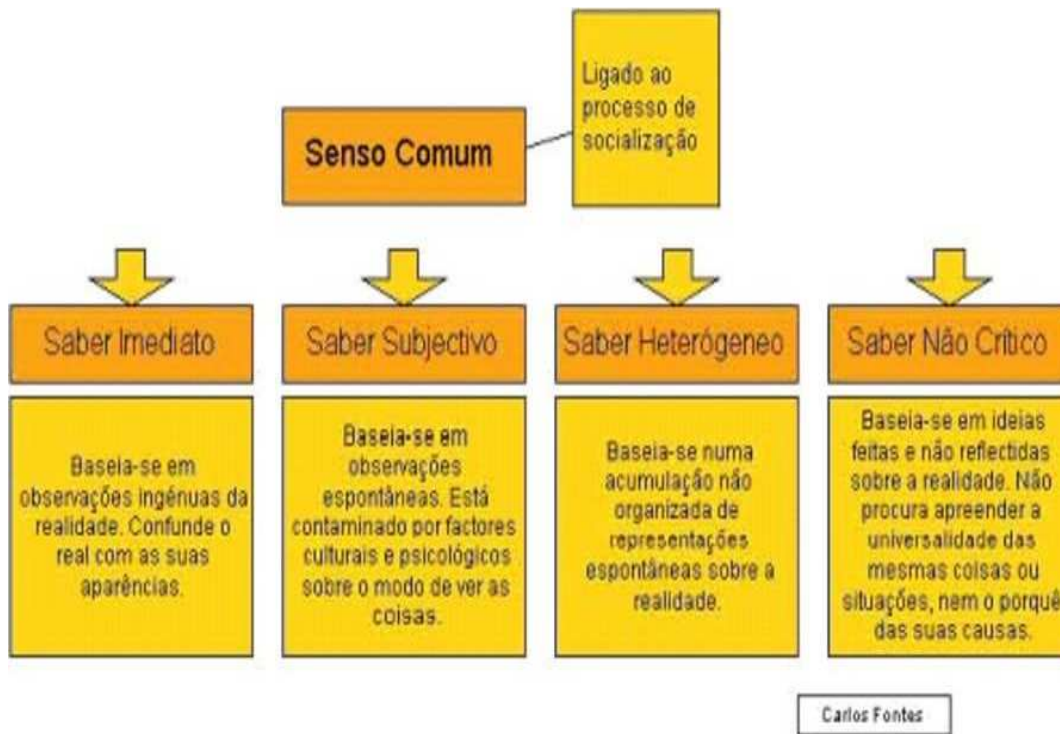 Ligado ao
processo de
socialização
Senso Comum
Saber Imediato
Baseia-se em
observações ingénuas da
realidade. Confunde o
real com as suas
aparências.
Saber Subjectivo
Baseia-se em
observações
espontâneas. Está
contaminado por factores
culturais e psicológicos
sobre o modo de ver as
coisas.
Saber Heterógeneo
Baseia-se numa
acumulação não
organizada de
representações
espontâneas sobre a
realidade.
Saber Não Crítico
Baseia-se em ideias
feitas e não reflectidas
sobre a realidade. Não
procura apreender a
universalidade das
mesmas coisas ou
situações, nem o porquê
das suas causas.
Carlos Fontes